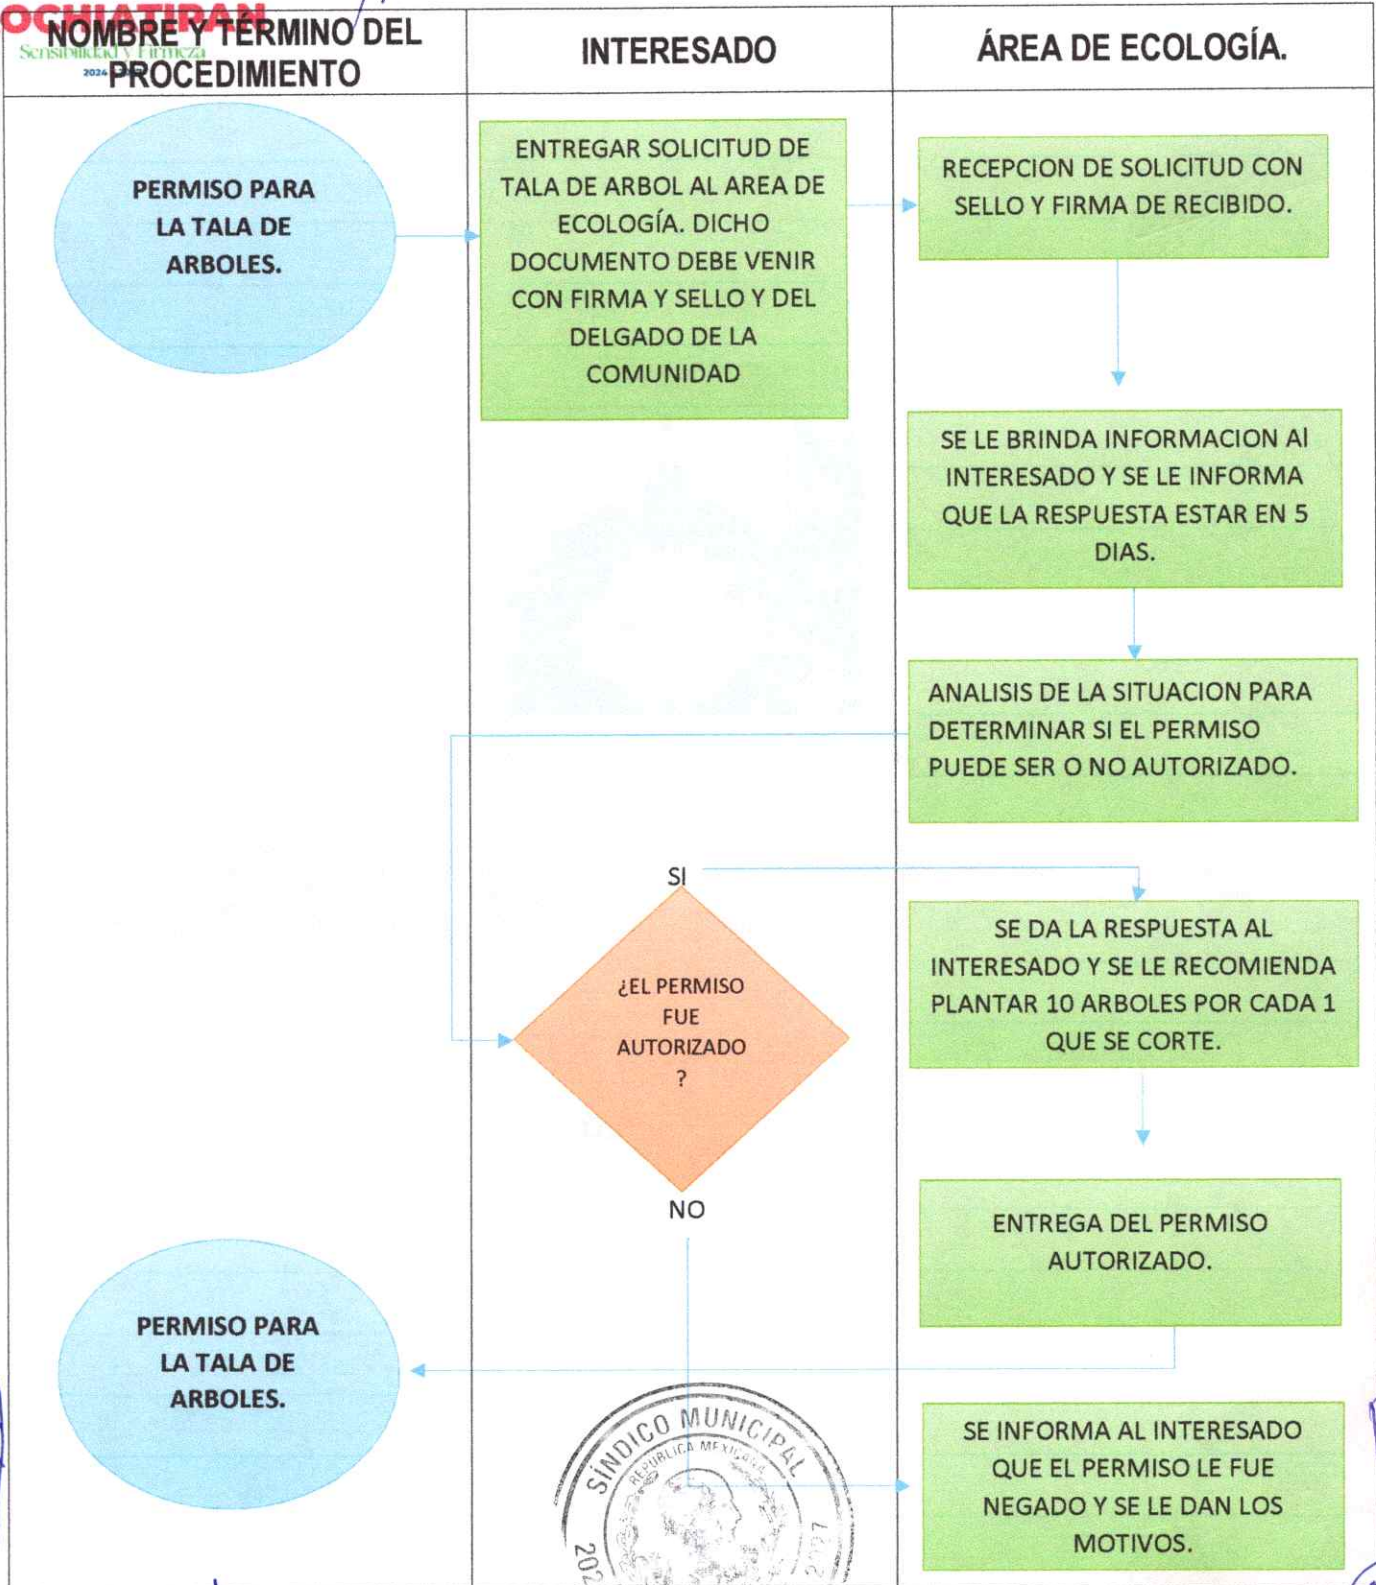 OCHIATIRAN
Sensibilidad y Firmeza
2024
NOMBRE Y TÉRMINO DEL
PROCEDIMIENTO
INTERESADO
ÁREA DE ECOLOGÍA.
PERMISO PARA
LA TALA DE
ARBOLES.
ENTREGAR SOLICITUD DE
TALA DE ARBOL AL AREA DE
ECOLOGÍA. DICHO
DOCUMENTO DEBE VENIR
CON FIRMA Y SELLO Y DEL
DELGADO DE LA
COMUNIDAD
RECEPCION DE SOLICITUD CON
SELLO Y FIRMA DE RECIBIDO.
SE LE BRINDA INFORMACION Al
INTERESADO Y SE LE INFORMA
QUE LA RESPUESTA ESTAR EN 5
DIAS.
ANALISIS DE LA SITUACION PARA
DETERMINAR SI EL PERMISO
PUEDE SER O NO AUTORIZADO.
SI
¿EL PERMISO
FUE
AUTORIZADO
?
NO
SE DA LA RESPUESTA AL
INTERESADO Y SE LE RECOMIENDA
PLANTAR 10 ARBOLES POR CADA 1
QUE SE CORTE.
ENTREGA DEL PERMISO
AUTORIZADO.
PERMISO PARA
LA TALA DE
ARBOLES.
SE INFORMA AL INTERESADO
QUE EL PERMISO LE FUE
NEGADO Y SE LE DAN LOS
MOTIVOS.
SÍNDICO MUNICIPAL
REPUBLICA MEXICANA
202
2027